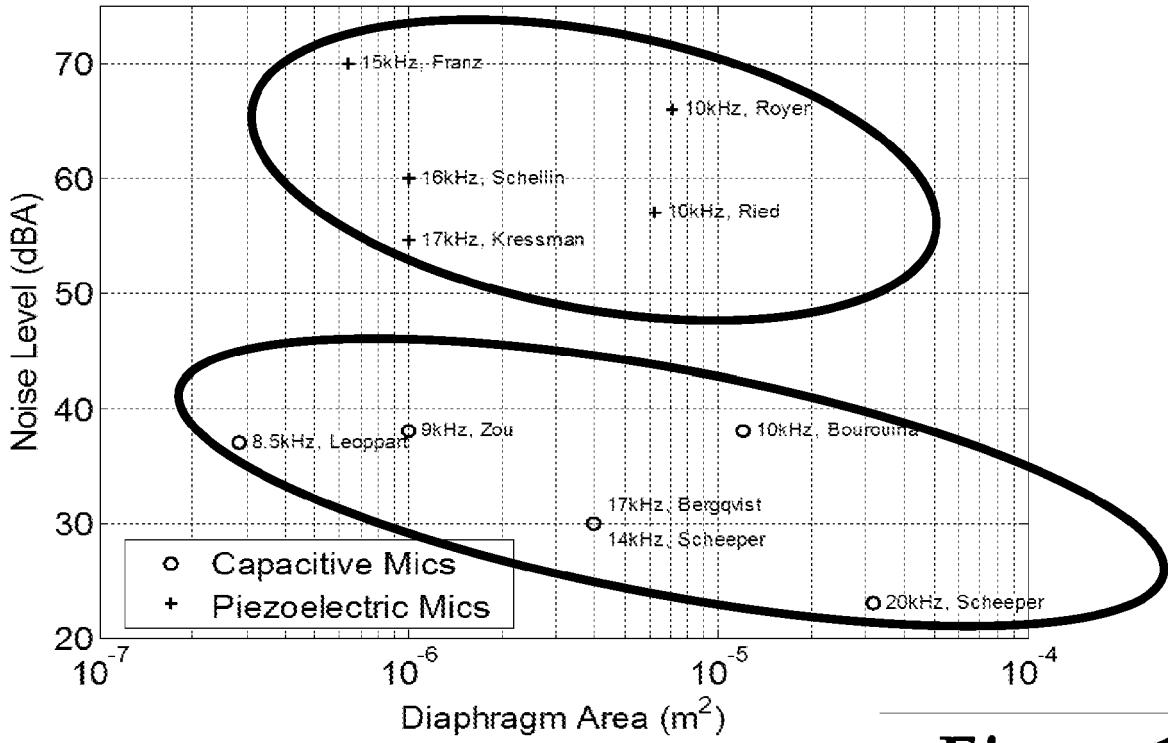 70
60
50
40
30
20
Noise Level (dBA)
15kHz, Franz
10kHz, Royer
16kHz, Schellin
10kHz, Ried
17kHz, Kressman
8.5kHz, Leoppart
9kHz, Zou
10kHz, Bourouina
17kHz, Bergqvist
14kHz, Scheeper
20kHz, Scheeper
Capacitive Mics
Piezoelectric Mics
10-7
10-6
10-5
10-4
Diaphragm Area (m2)